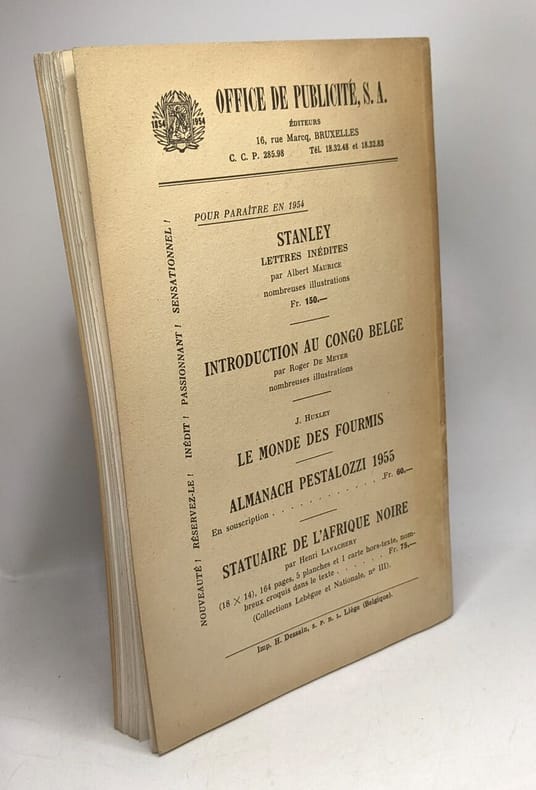 1854 1954
OFFICE DE PUBLICITÉ, S. A.
ÉDITEURS
16, rue Marcq, BRUXELLES
C. C. P. 285.98 Tél. 18.32.48 et 18.32.83
NOUVEAUTÉ ! RÉSERVEZ-LE ! INÉDIT ! PASSIONNANT ! SENSATIONNEL !
POUR PARAÎTRE EN 1954
STANLEY
LETTRES INÉDITES
par Albert MAURICE
nombreuses illustrations
Fr. 150.—
INTRODUCTION AU CONGO BELGE
par Roger DE MEYER
nombreuses illustrations
J. HUXLEY
LE MONDE DES FOURMIS
ALMANACH PESTALOZZI 1955
En souscription . . . . . . . . . . . . . .Fr. 60.—
STATUAIRE DE L'AFRIQUE NOIRE
par Henri LAVACHERY
(18 × 14), 164 pages, 5 planches et 1 carte hors-texte, nom-
breux croquis dans le texte . . . . . . Fr. 75.—
(Collections Lebègue et Nationale, nº 111).
Imp. H. Dessain, s. p. r. l., Liège (Belgique).